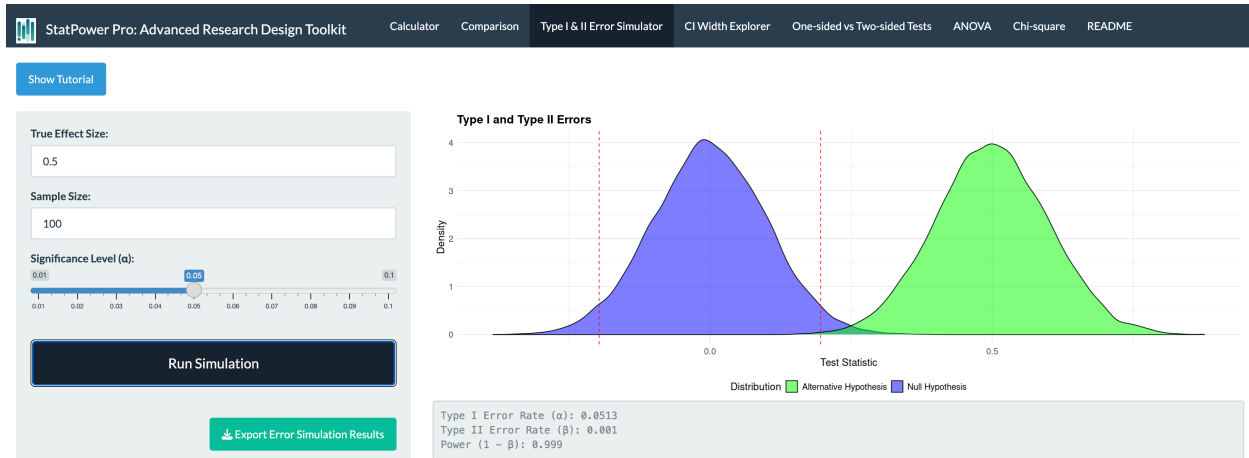 StatPower Pro: Advanced Research Design Toolkit
Calculator Comparison Type I & II Error Simulator CI Width Explorer One-sided vs Two-sided Tests ANOVA Chi-square README
Show Tutorial
True Effect Size:
0.5
Sample Size:
100
Significance Level (α):
0.01 0.05 0.1
0.01 0.02 0.03 0.04 0.05 0.06 0.07 0.08 0.09 0.1
Run Simulation
Export Error Simulation Results
Type I and Type II Errors
Density
4
3
2
1
0
0.0 0.5
Test Statistic
Distribution Alternative Hypothesis Null Hypothesis
Type I Error Rate (α): 0.0513
Type II Error Rate (β): 0.001
Power (1 – β): 0.999